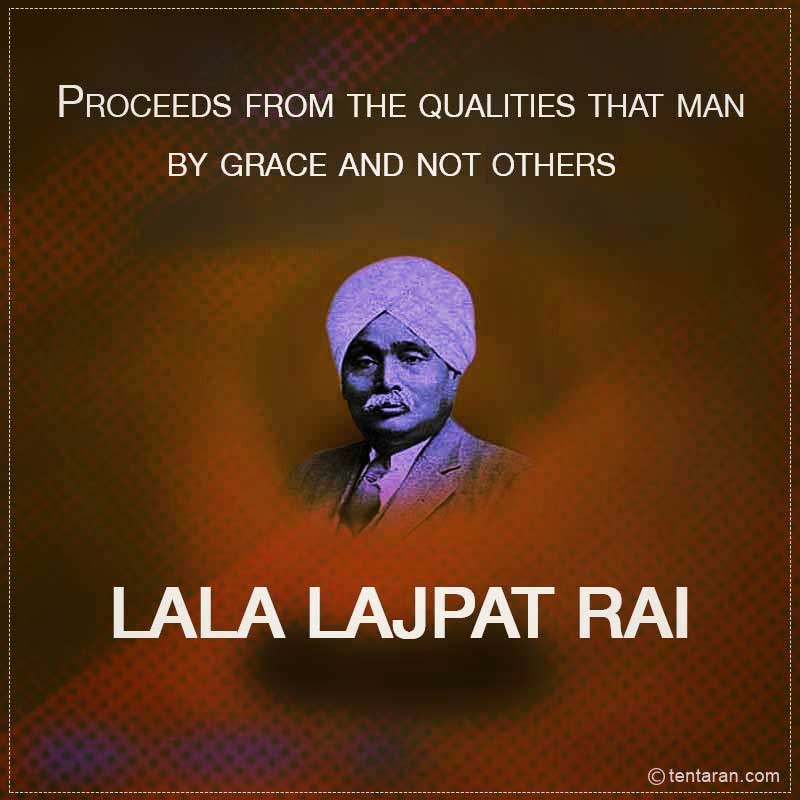 Proceeds from the qualities that man
by grace and not others
LALA LAJPAT RAI
© tentaran.com